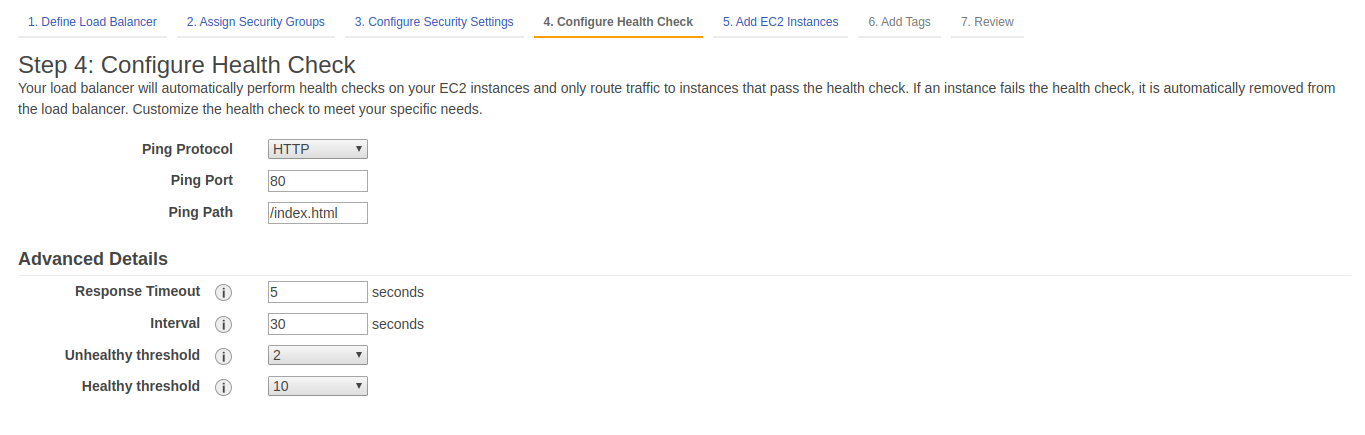 1. Define Load Balancer 2. Assign Security Groups 3. Configure Security Settings 4. Configure Health Check 5. Add EC2 Instances 6. Add Tags 7. Review
Step 4: Configure Health Check
Your load balancer will automatically perform health checks on your EC2 instances and only route traffic to instances that pass the health check. If an instance fails the health check, it is automatically removed from
the load balancer. Customize the health check to meet your specific needs.
Ping Protocol HTTP
Ping Port 80
Ping Path /index.html
Advanced Details
Response Timeout i 5 seconds
Interval i 30 seconds
Unhealthy threshold i 2
Healthy threshold i 10